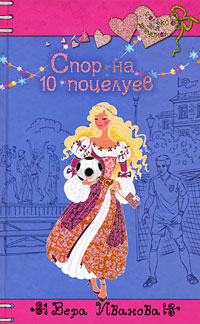 Спор на
10 поцелуев
Вера Иванова